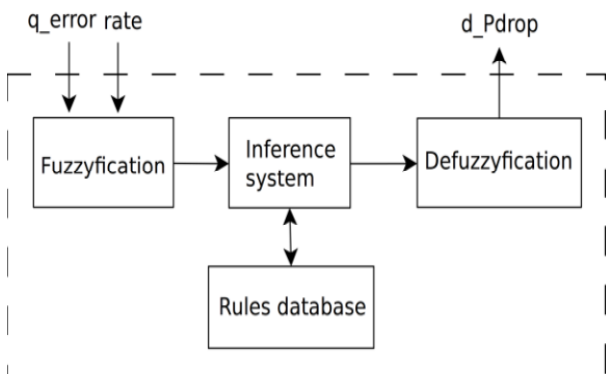 q_error rate
d_Pdrop
Fuzzyfication
Inference
system
Defuzzyfication
Rules database